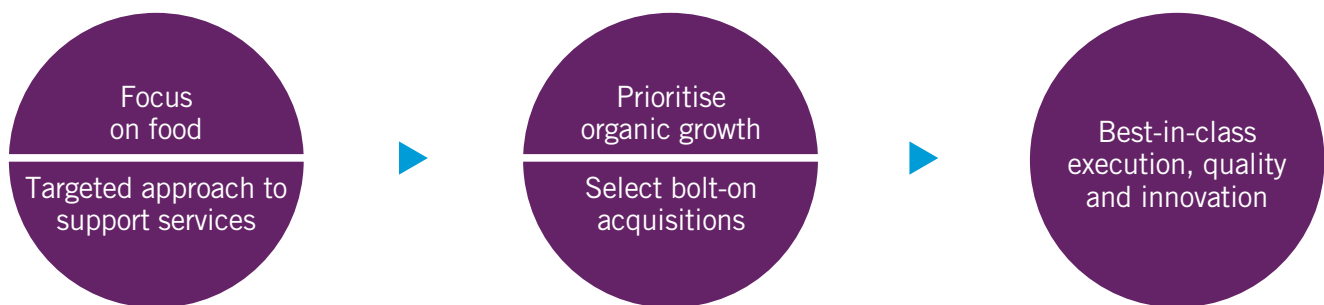 Focus
on food
Targeted approach to
support services
Prioritise
organic growth
Select bolt-on
acquisitions
Best-in-class
execution, quality
and innovation